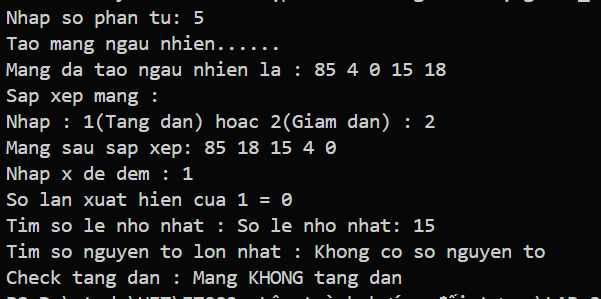 Nhap so phan tu: 5
Tao mang ngau nhien......
Mang da tao ngau nhien la : 85 4 0 15 18
Sap xep mang :
Nhap : 1(Tang dan) hoac 2(Giam dan) : 2
Mang sau sap xep: 85 18 15 4 0
Nhap x de dem : 1
So lan xuat hien cua 1 = 0
Tim so le nho nhat : So le nho nhat: 15
Tim so nguyen to lon nhat : Khong co so nguyen to
Check tang dan : Mang KHONG tang dan